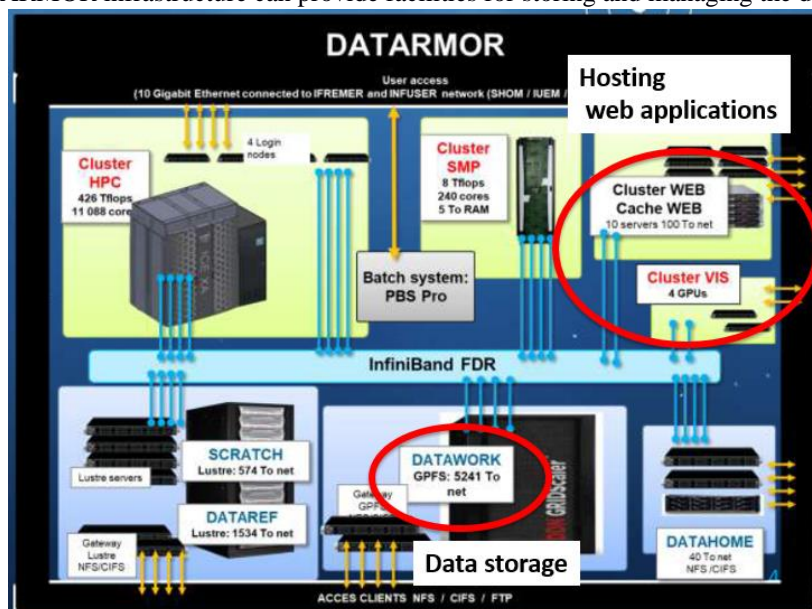 DATARMOR
User access
(10 Gigabit Ethernet connected to IFREMER and INFUSER network (SHOM / IUEM /
Hosting
web applications
4 Login
nodes
Cluster
HPC
426 Tflops
11 088 core
Cluster
SMP
8 Tflops
240 cores
5 To RAM
Cluster WEB
Cache WEB
10 servers 100 To net
Batch system:
PBS Pro
Cluster VIS
4 GPUs
InfiniBand FDR
Lustre servers
SCRATCH
Lustre: 574 To net
DATAREF
Lustre: 1534 To net
Gateway
Lustre
NFS/CIFS
DATAWORK
GPFS: 5241 To
net
Gateway
GPFS
GRIDScaler
Data storage
DATAHOME
40 To net
NFS /CIFS
ACCES CLIENTS NFS / CIFS / FTP